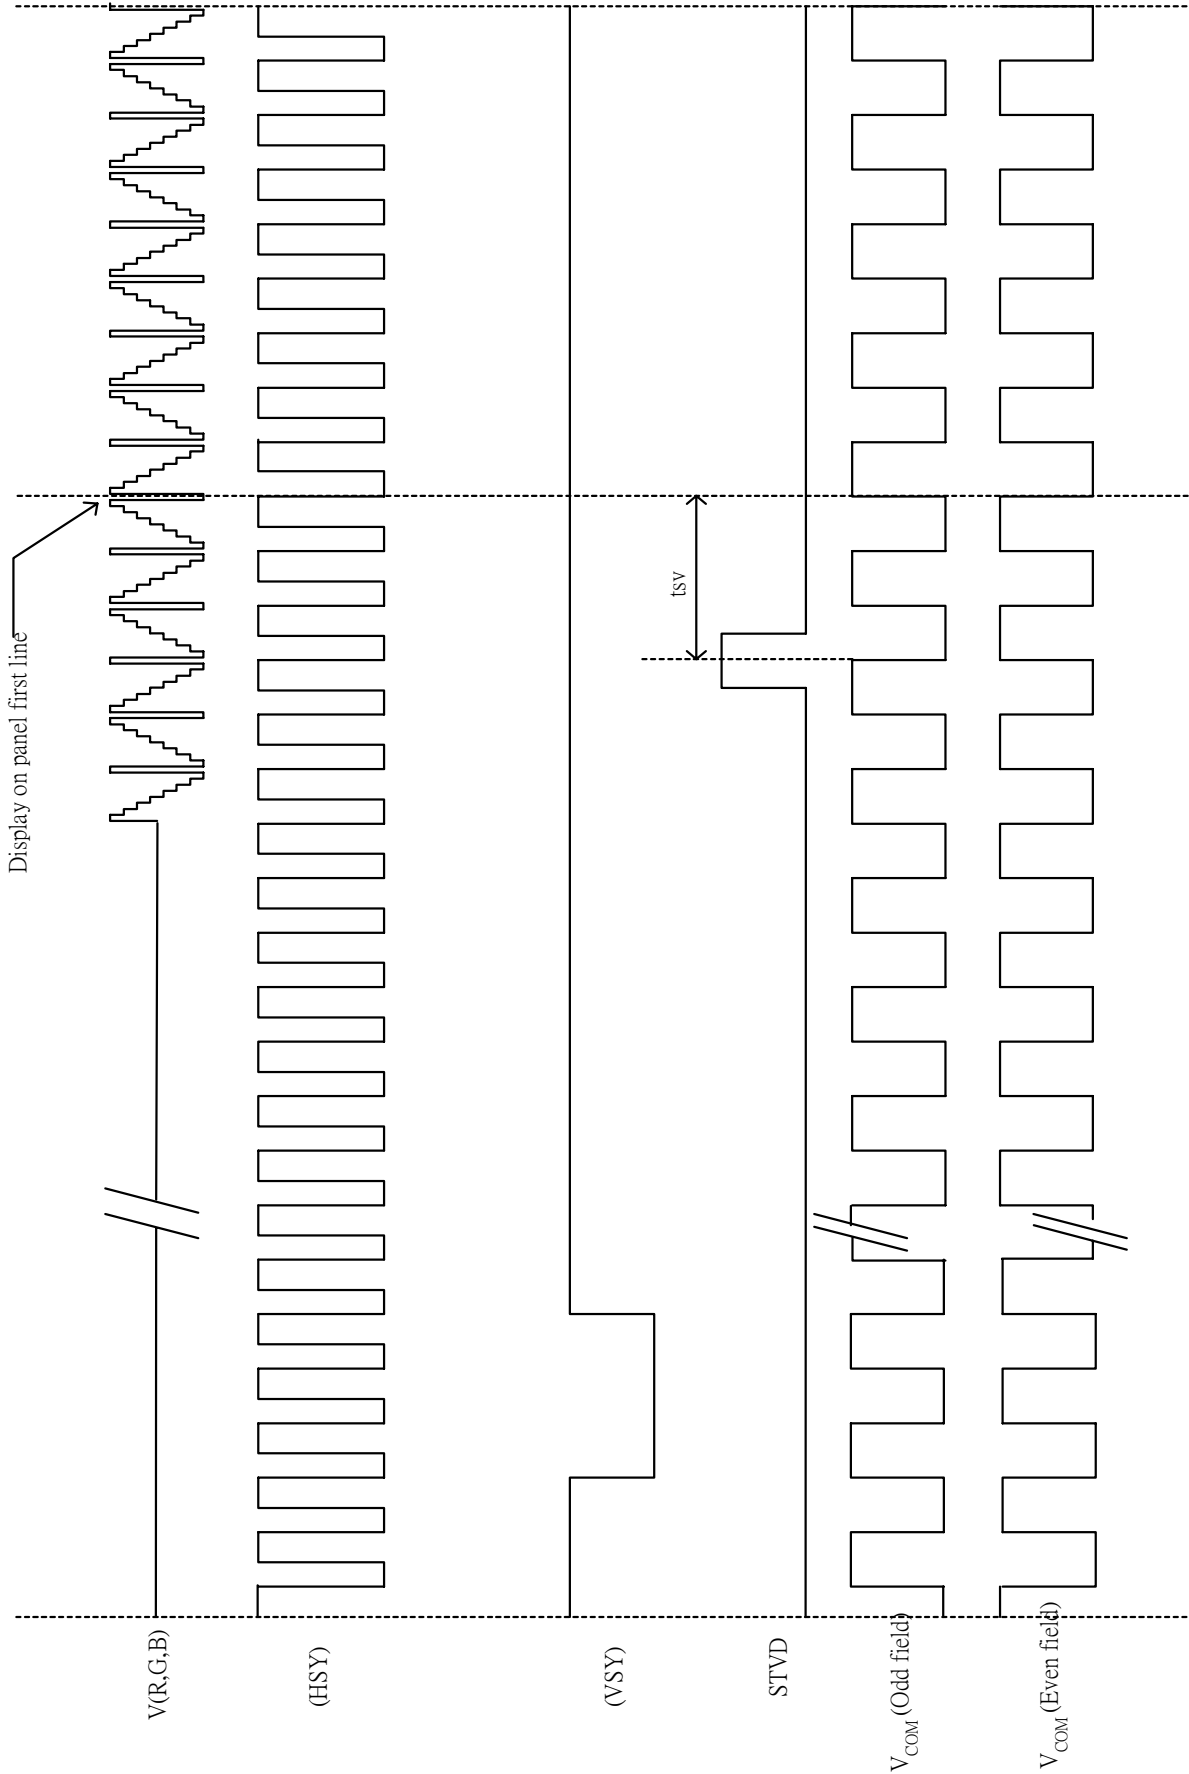 Display on panel first line
V(R,G,B)
(HSY)
(VSY)
tsv
STVD
VCOM (Odd field)
VCOM (Even field)